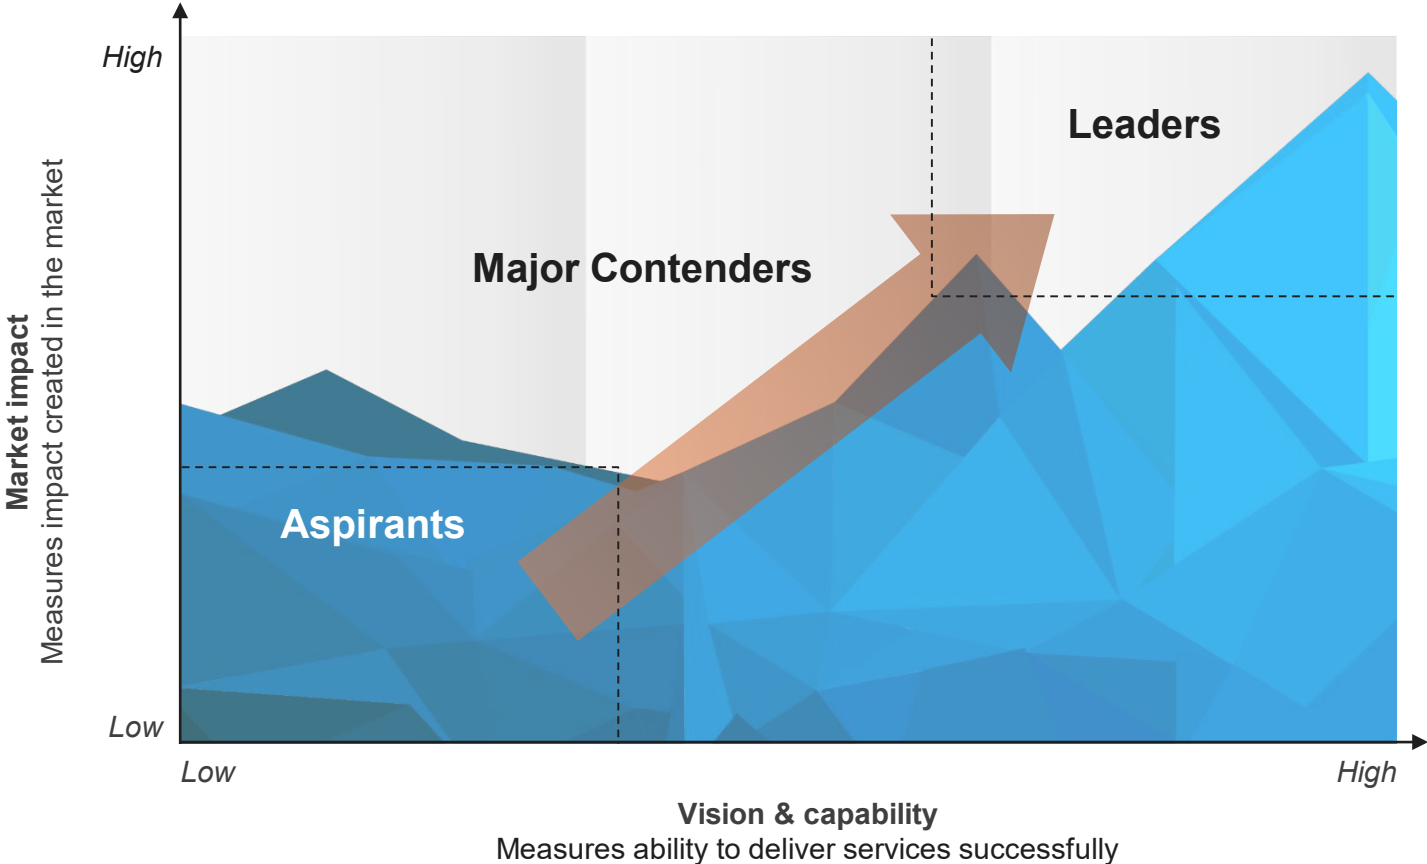 High
Leaders
Major Contenders
Market impact
Measures impact created in the market
Aspirants
Low
Low
High
Vision & capability
Measures ability to deliver services successfully